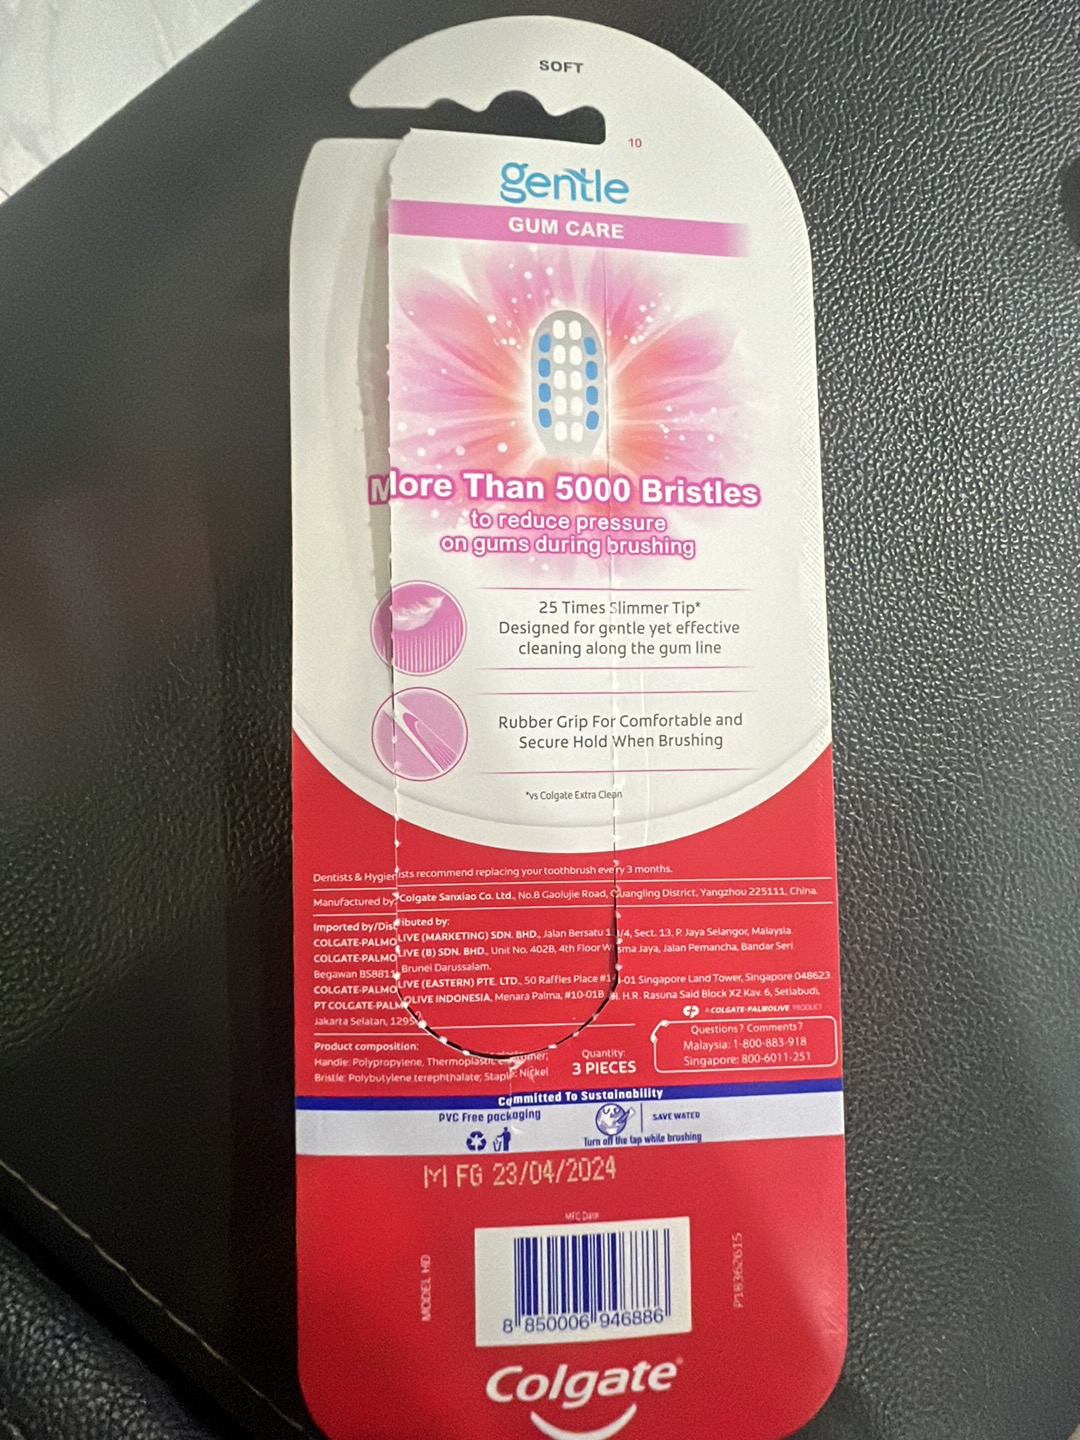 SOFT
10
gentle
GUM CARE
More Than 5000 Bristles
to reduce pressure
on gums during brushing
25 Times Slimmer Tip*
Designed for gentle yet effective
cleaning along the gum line
Rubber Grip For Comfortable and
Secure Hold When Brushing
*vs Colgate Extra Clean
Dentists & Hygienists recommend replacing your toothbrush every 3 months.
Manufactured by: Colgate Sanxiao Co. Ltd., No.8 Gaolujie Road, Guangling District, Yangzhou 225111, China.
Imported by/Distributed by:
COLGATE-PALMOLIVE (MARKETING) SDN. BHD., Jalan Bersatu 1/4, Sect. 13, P. Jaya Selangor, Malaysia.
COLGATE-PALMOLIVE (B) SDN. BHD., Unit No. 402B, 4th Floor Wisma Jaya, Jalan Pemancha, Bandar Seri
Begawan BS8811, Brunei Darussalam.
COLGATE-PALMOLIVE (EASTERN) PTE. LTD., 50 Raffles Place #14-01 Singapore Land Tower, Singapore 048623.
PT COLGATE-PALMOLIVE INDONESIA, Menara Palma, #10-01B Jl. H.R. Rasuna Said Block X2 Kav. 6, Setiabudi,
Jakarta Selatan, 1295
A COLGATE-PALMOLIVE PRODUCT
Questions? Comments?
Malaysia: 1-800-883-918
Singapore: 800-6011-251
Product composition:
Handle: Polypropylene, Thermoplastic elastomer;
Bristle: Polybutylene terephthalate; Staple: Nickel
Quantity:
3 PIECES
Committed To Sustainability
PVC Free packaging
SAVE WATER
Turn off the tap while brushing
MFG 23/04/2024
MFG Date
MODEL HD
P18362615
8 850006 946886
Colgate